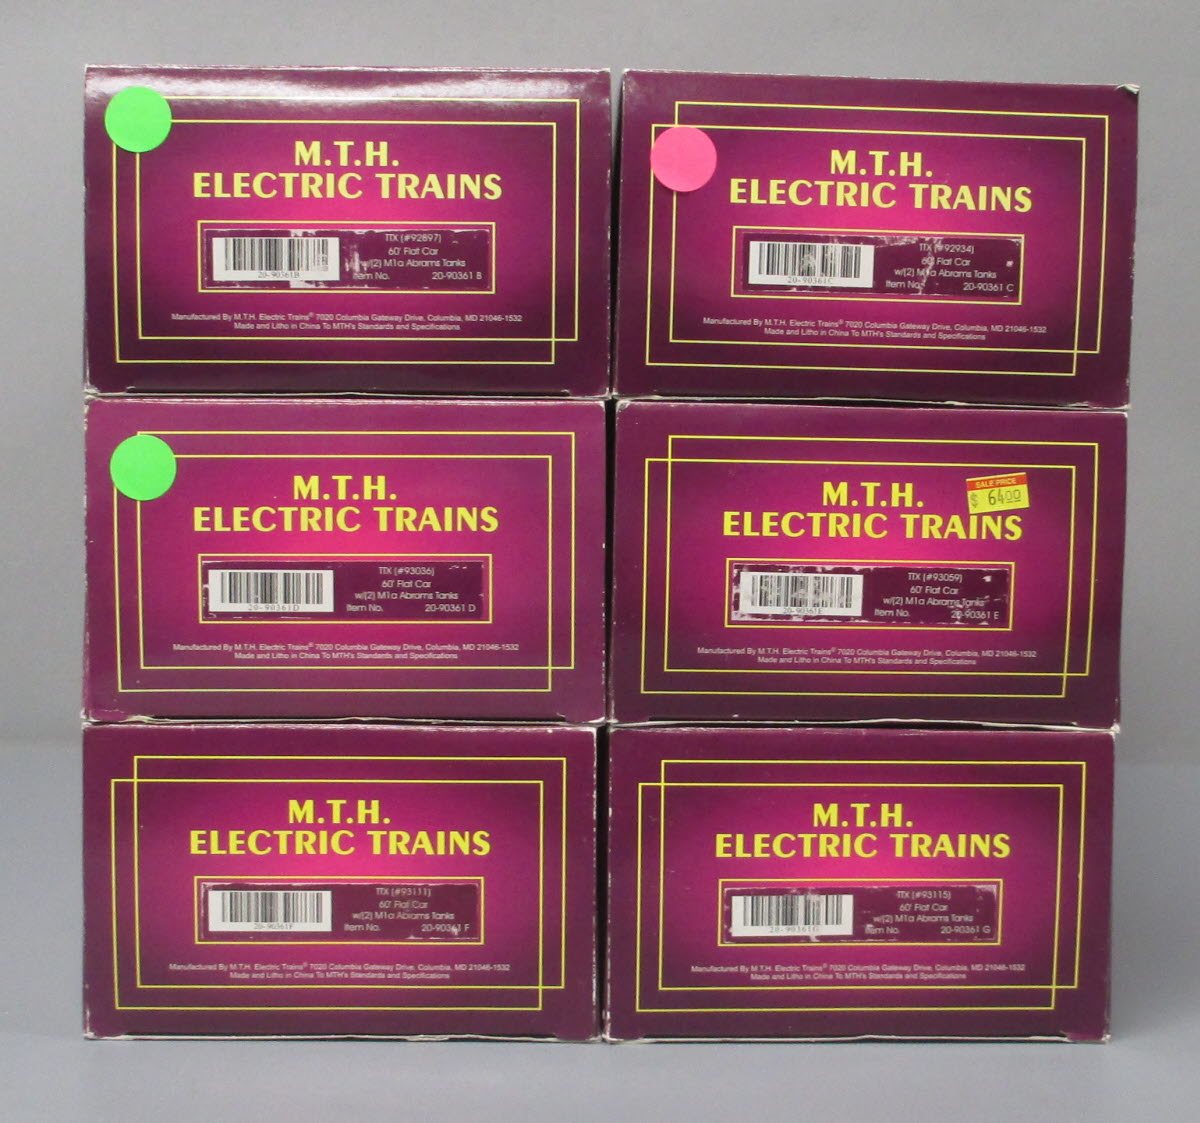 M.T.H.
ELECTRIC TRAINS
TTX (#92897)
60' Flat Car
w/(2) M1a Abrams Tanks
Item No. 20-90361 B
20-90361B
Manufactured By M.T.H. Electric Trains® 7020 Columbia Gateway Drive, Columbia, MD 21046-1532
Made and Litho in China To MTH's Standards and Specifications
M.T.H.
ELECTRIC TRAINS
TTX (#92934)
60' Flat Car
w/(2) M1a Abrams Tanks
Item No. 20-90361 C
20-90361C
Manufactured By M.T.H. Electric Trains® 7020 Columbia Gateway Drive, Columbia, MD 21046-1532
Made and Litho in China To MTH's Standards and Specifications
M.T.H.
ELECTRIC TRAINS
TTX (#93036)
60' Flat Car
w/(2) M1a Abrams Tanks
Item No. 20-90361 D
20-90361D
Manufactured By M.T.H. Electric Trains® 7020 Columbia Gateway Drive, Columbia, MD 21046-1532
Made and Litho in China To MTH's Standards and Specifications
SALE PRICE
$ 64.00
M.T.H.
ELECTRIC TRAINS
TTX (#93059)
60' Flat Car
w/(2) M1a Abrams Tanks
Item No. 20-90361 E
20-90361E
Manufactured By M.T.H. Electric Trains® 7020 Columbia Gateway Drive, Columbia, MD 21046-1532
Made and Litho in China To MTH's Standards and Specifications
M.T.H.
ELECTRIC TRAINS
TTX (#93111)
60' Flat Car
w/(2) M1a Abrams Tanks
Item No. 20-90361 F
20-90361F
Manufactured By M.T.H. Electric Trains® 7020 Columbia Gateway Drive, Columbia, MD 21046-1532
Made and Litho in China To MTH's Standards and Specifications
M.T.H.
ELECTRIC TRAINS
TTX (#93115)
60' Flat Car
w/(2) M1a Abrams Tanks
Item No. 20-90361 G
20-90361G
Manufactured By M.T.H. Electric Trains® 7020 Columbia Gateway Drive, Columbia, MD 21046-1532
Made and Litho in China To MTH's Standards and Specifications